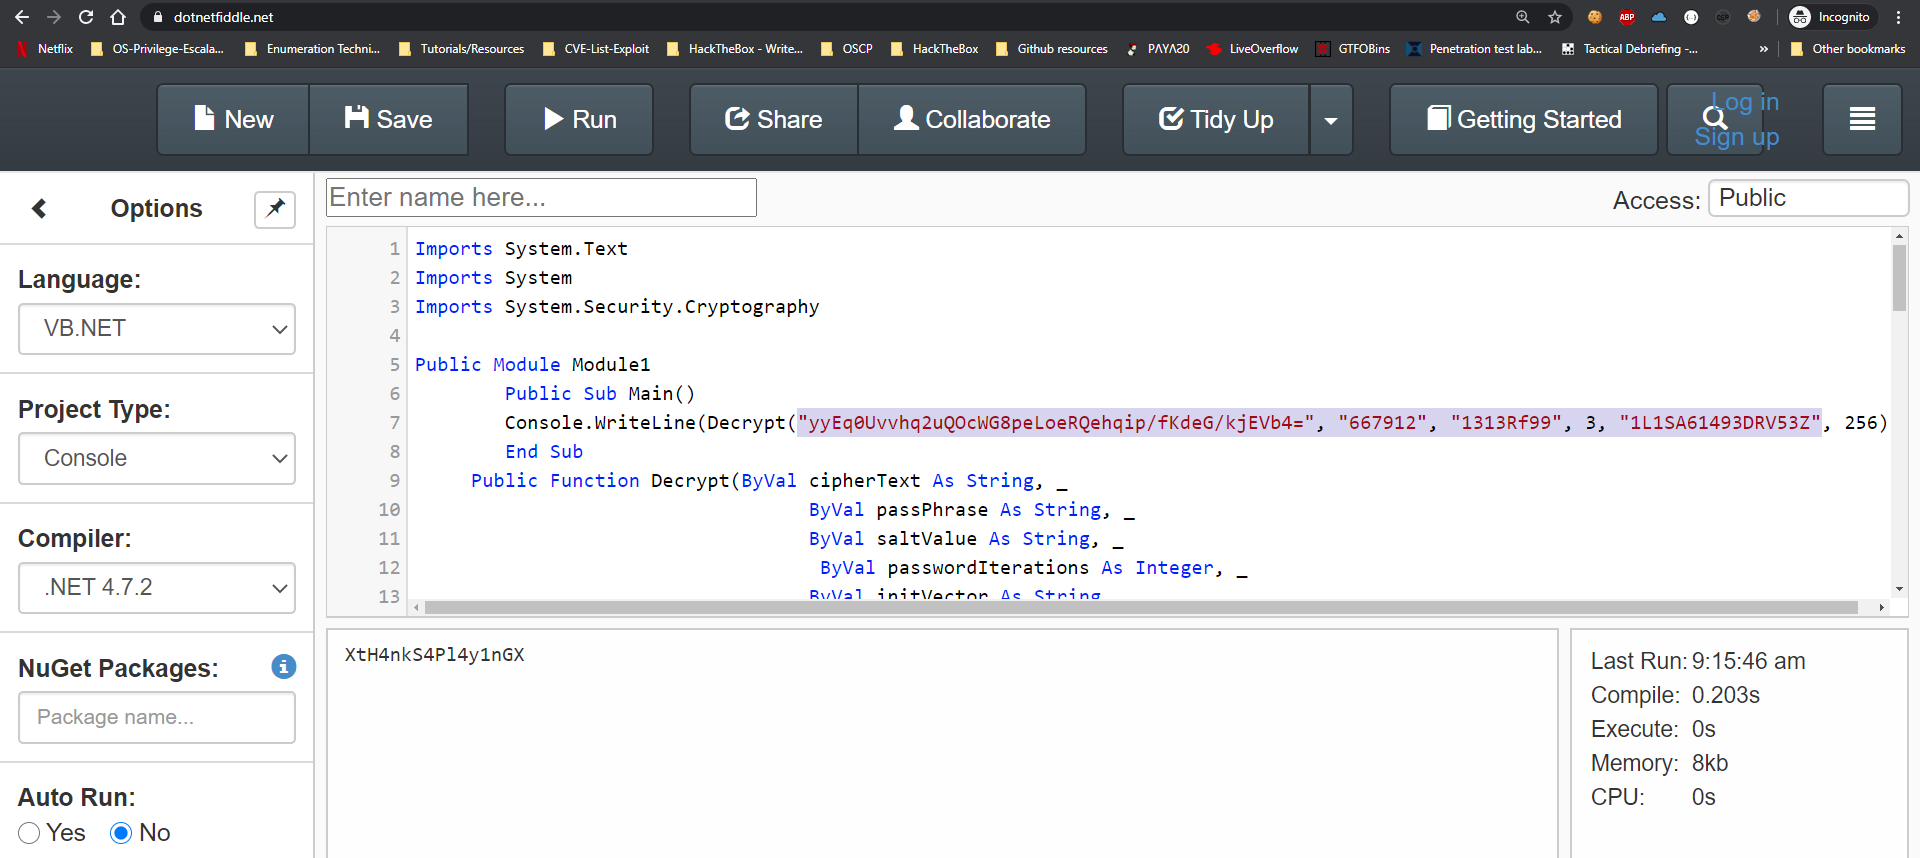 dotnetfiddle.net
ABP
Incognito
Netflix
OS-Privilege-Escala...
Enumeration Techni...
Tutorials/Resources
CVE-List-Exploit
HackTheBox - Write...
OSCP
HackTheBox
Github resources
PΛYΛ20
LiveOverflow
GTFOBins
Penetration test lab...
Tactical Debriefing -...
»
Other bookmarks
New
Save
Run
Share
Collaborate
Tidy Up
Getting Started
Log in
Sign up
Options
Enter name here...
Access: Public
Language:
VB.NET
Project Type:
Console
Compiler:
.NET 4.7.2
NuGet Packages:
Package name...
Auto Run:
Yes No
1 Imports System.Text
2 Imports System
3 Imports System.Security.Cryptography
4
5 Public Module Module1
6 Public Sub Main()
7 Console.WriteLine(Decrypt("yyEq0Uvvhq2uQOcWG8peLoeRQehqip/fKdeG/kjEVb4=", "667912", "1313Rf99", 3, "1L1SA61493DRV53Z", 256)
8 End Sub
9 Public Function Decrypt(ByVal cipherText As String, _
10 ByVal passPhrase As String, _
11 ByVal saltValue As String, _
12 ByVal passwordIterations As Integer, _
13 ByVal initVector As String
XtH4nkS4Pl4y1nGX
Last Run: 9:15:46 am
Compile: 0.203s
Execute: 0s
Memory: 8kb
CPU: 0s